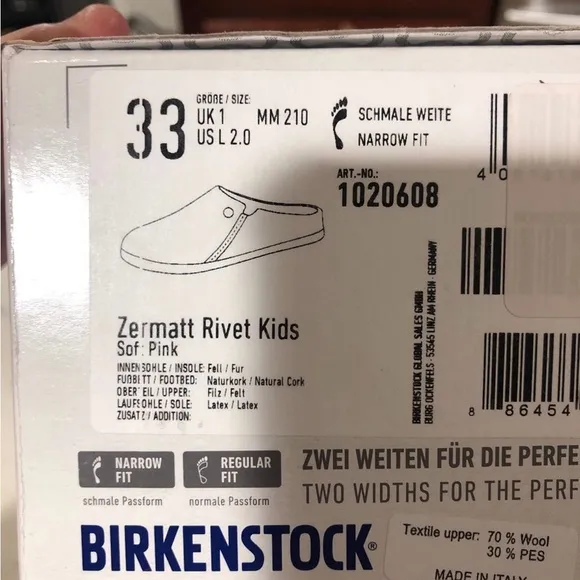 33
GRÖßE / SIZE:
UK 1 MM 210
US L 2.0
SCHMALE WEITE
NARROW FIT
ART.-NO.:
1020608
4 0
Zermatt Rivet Kids
Sof: Pink
INNENSOHLE / INSOLE: Fell / Fur
FUßBETT / FOOTBED: Naturkork / Natural Cork
OBERTEIL / UPPER: Filz / Felt
LAUFSOHLE / SOLE: Latex / Latex
ZUSATZ / ADDITION:
BIRKENSTOCK GLOBAL SALES GMBH
BURG OCKENFELS · 53545 LINZ AM RHEIN · GERMANY
8 86454
NARROW FIT
schmale Passform
REGULAR FIT
normale Passform
ZWEI WEITEN FÜR DIE PERFE
TWO WIDTHS FOR THE PERF
BIRKENSTOCK®
Textile upper: 70 % Wool
30 % PES
MADE IN ITALY